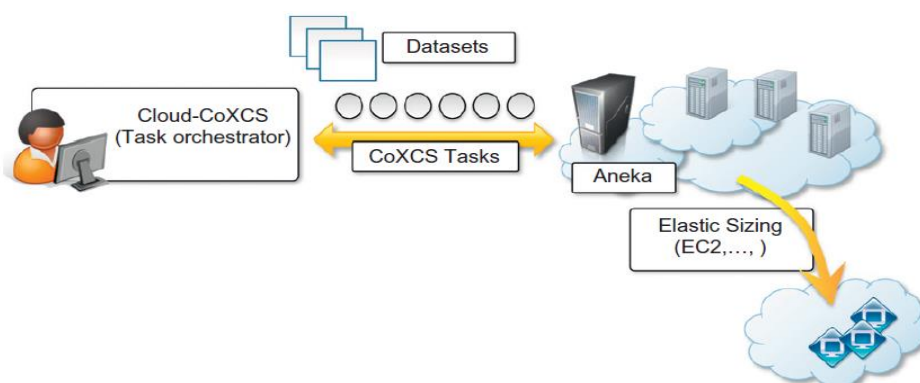 Datasets
Cloud-CoXCS
(Task orchestrator)
CoXCS Tasks
Aneka
Elastic Sizing
(EC2,…, )